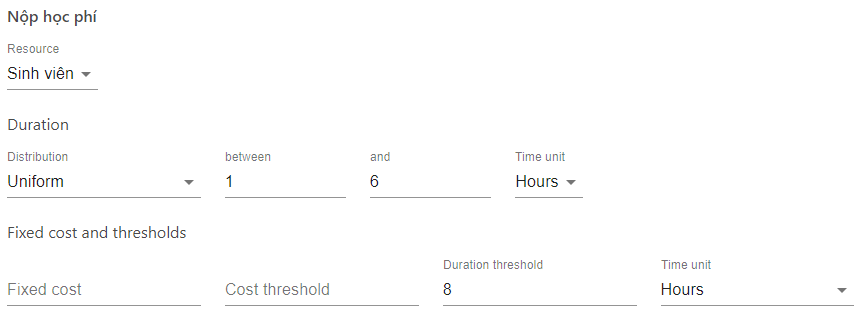 Nộp học phí
Resource
Sinh viên
Duration
Distribution between and Time unit
Uniform 1 6 Hours
Fixed cost and thresholds
Duration threshold Time unit
Fixed cost Cost threshold 8 Hours